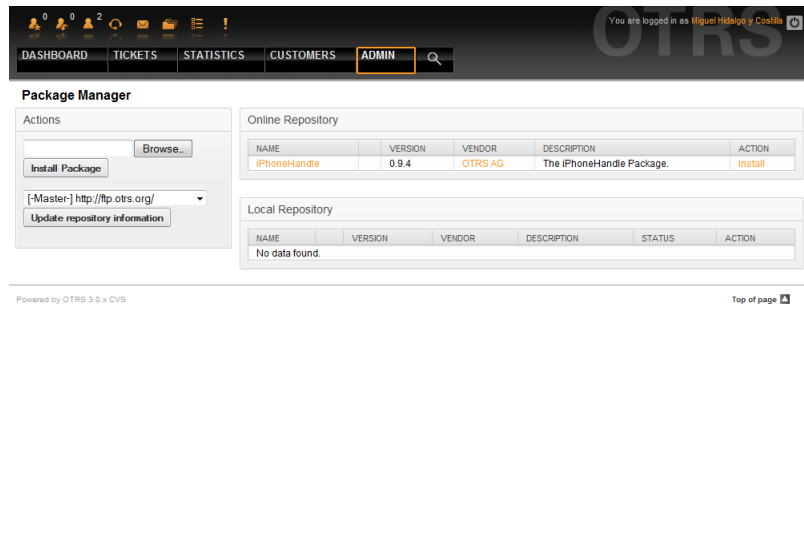 0 0 2
You are logged in as Miguel Hidalgo y Costilla
OTRS
DASHBOARD TICKETS STATISTICS CUSTOMERS ADMIN
Package Manager
Actions
Browse..
Install Package
[-Master-] http://ftp.otrs.org/
Update repository information
Online Repository
NAME VERSION VENDOR DESCRIPTION ACTION
iPhoneHandle 0.9.4 OTRS AG The iPhoneHandle Package. Install
Local Repository
NAME VERSION VENDOR DESCRIPTION STATUS ACTION
No data found.
Powered by OTRS 3.0.x CVS
Top of page